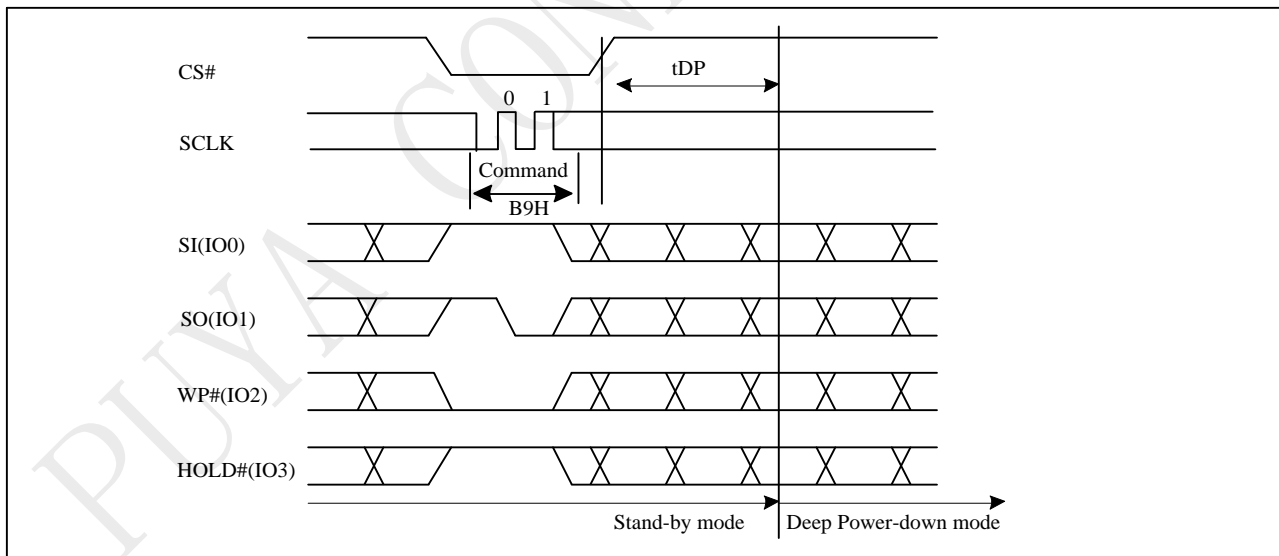 CS#
tDP
0 1
SCLK
Command
B9H
SI(IO0)
SO(IO1)
WP#(IO2)
HOLD#(IO3)
Stand-by mode Deep Power-down mode
PUYA